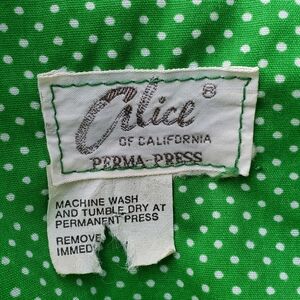 Alice ®
OF CALIFORNIA
PERMA-PRESS
MACHINE WASH
AND TUMBLE DRY AT
PERMANENT PRESS
REMOVE
IMMED